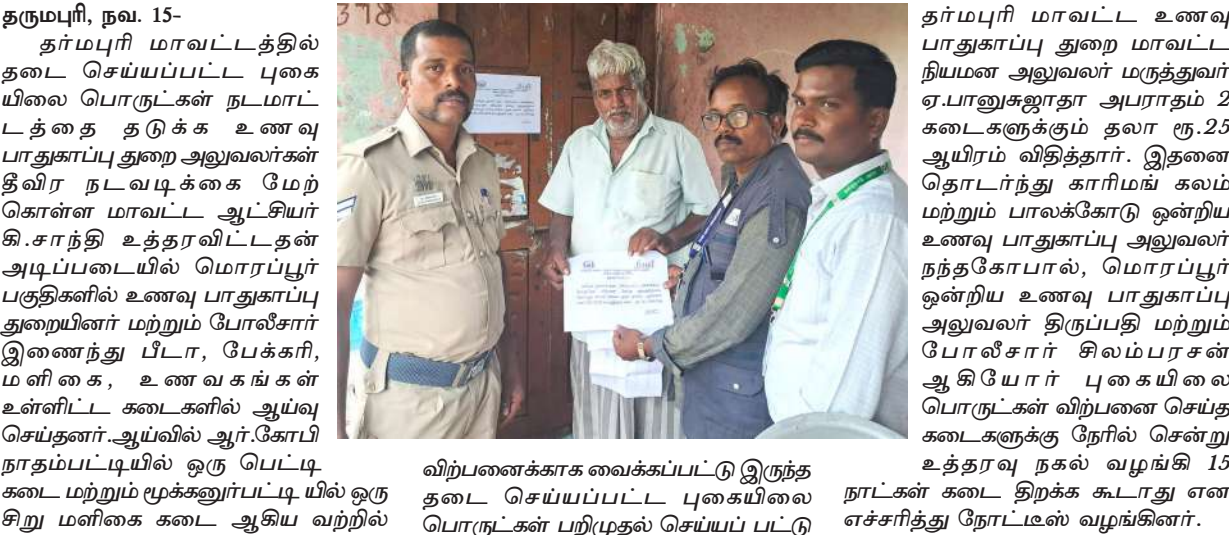 தருமபுரி, நவ. 15-
தர்மபுரி மாவட்டத்தில்
தடை செய்யப்பட்ட புகை
யிலை பொருட்கள் நடமாட்
டத்தை தடுக்க உணவு
பாதுகாப்பு துறை அலுவலர்கள்
தீவிர நடவடிக்கை மேற்
கொள்ள மாவட்ட ஆட்சியர்
கி.சாந்தி உத்தரவிட்டதன்
அடிப்படையில் மொரப்பூர்
பகுதிகளில் உணவு பாதுகாப்பு
துறையினர் மற்றும் போலீசார்
இணைந்து பீடா, பேக்கரி,
மளிகை, உணவகங்கள்
உள்ளிட்ட கடைகளில் ஆய்வு
செய்தனர்.ஆய்வில் ஆர்.கோபி
நாதம்பட்டியில் ஒரு பெட்டி
கடை மற்றும் மூக்கனுர்பட்டி யில் ஒரு
சிறு மளிகை கடை ஆகிய வற்றில்
378
விற்பனைக்காக வைக்கப்பட்டு இருந்த
தடை செய்யப்பட்ட புகையிலை
பொருட்கள் பறிமுதல் செய்யப் பட்டு
தர்மபுரி மாவட்ட உணவு
பாதுகாப்பு துறை மாவட்ட
நியமன அலுவலர் மருத்துவர்
ஏ.பானுசுஜாதா அபராதம் 2
கடைகளுக்கும் தலா ரூ.25
ஆயிரம் விதித்தார். இதனை
தொடர்ந்து காரிமங் கலம்
மற்றும் பாலக்கோடு ஒன்றிய
உணவு பாதுகாப்பு அலுவலர்
நந்தகோபால், மொரப்பூர்
ஒன்றிய உணவு பாதுகாப்பு
அலுவலர் திருப்பதி மற்றும்
போலீசார் சிலம்பரசன்
ஆகியோர் புகையிலை
பொருட்கள் விற்பனை செய்த
கடைகளுக்கு நேரில் சென்று
உத்தரவு நகல் வழங்கி 15
நாட்கள் கடை திறக்க கூடாது என
எச்சரித்து நோட்டீஸ் வழங்கினர்.